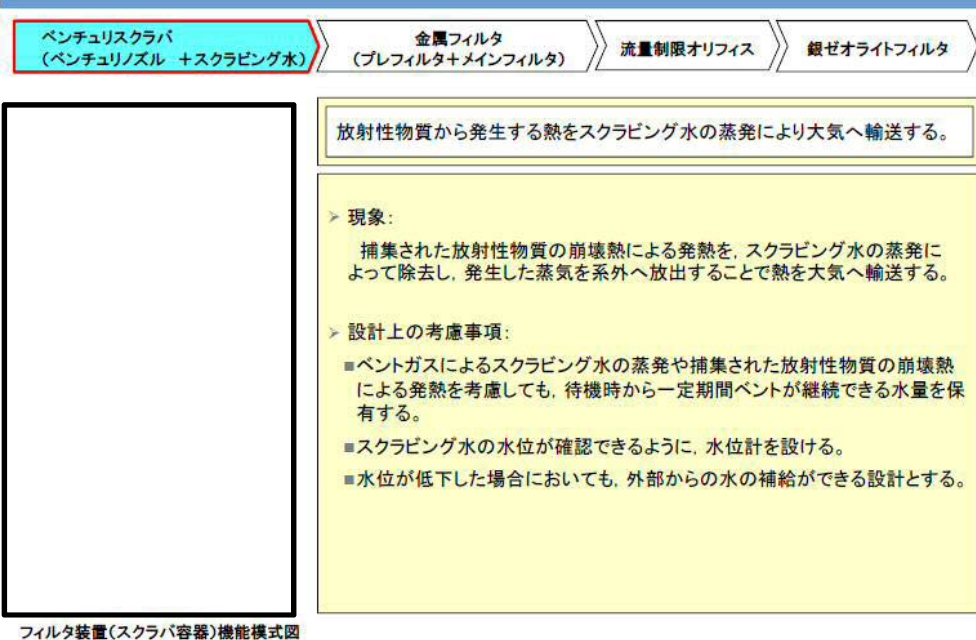 ベンチュリスクラバ
（ベンチュリノズル ＋スクラビング水）
金属フィルタ
（プレフィルタ＋メインフィルタ）
流量制限オリフィス
銀ゼオライトフィルタ
放射性物質から発生する熱をスクラビング水の蒸発により大気へ輸送する。
➢ 現象：
捕集された放射性物質の崩壊熱による発熱を，スクラビング水の蒸発に
よって除去し，発生した蒸気を系外へ放出することで熱を大気へ輸送する。
➢ 設計上の考慮事項：
■ベントガスによるスクラビング水の蒸発や捕集された放射性物質の崩壊熱
による発熱を考慮しても，待機時から一定期間ベントが継続できる水量を保
有する。
■スクラビング水の水位が確認できるように，水位計を設ける。
■水位が低下した場合においても，外部からの水の補給ができる設計とする。
フィルタ装置（スクラバ容器）機能模式図